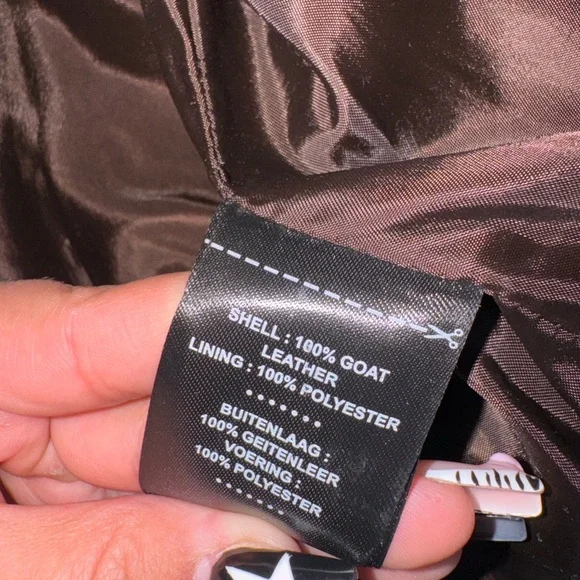 SHELL : 100% GOAT
LEATHER
LINING : 100% POLYESTER
.......
BUITENLAAG :
100% GEITENLEER
VOERING :
100% POLYESTER
.......